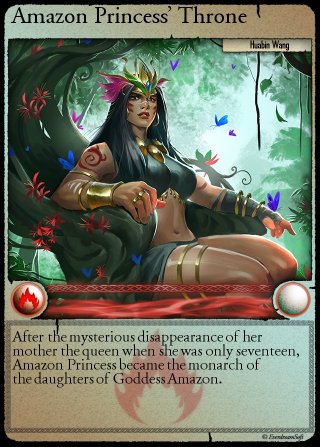 Amazon Princess' Throne
Huabin Wang
After the mysterious disappearance of her
mother the queen when she was only seventeen,
Amazon Princess became the monarch of
the daughters of Goddess Amazon.
© EverdreamSoft